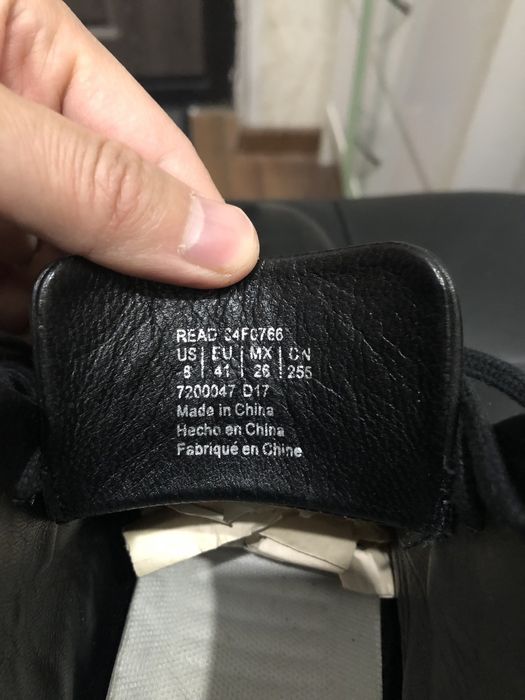 READ 34F0766
US | EU | MX | CN
8 | 41 | 26 | 255
7200047 D17
Made in China
Hecho en China
Fabriqué en Chine